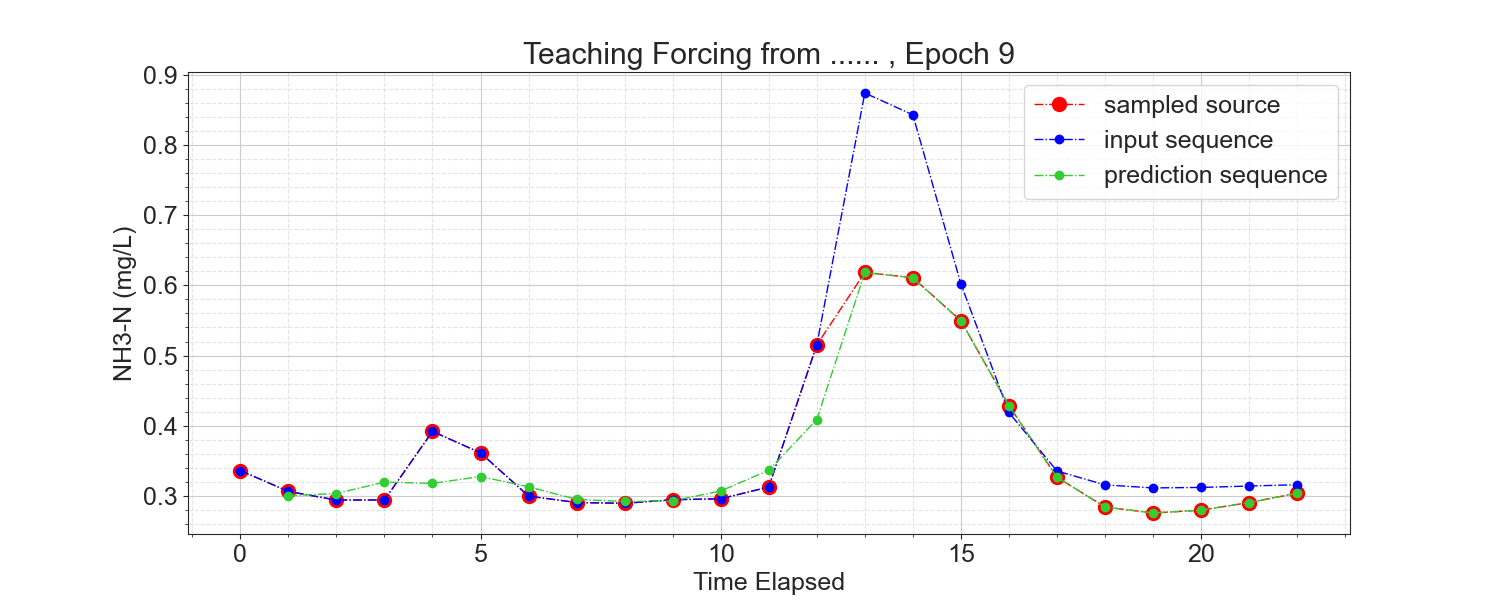 Teaching Forcing from ...... , Epoch 9
0.9
0.8
0.7
0.6
0.5
0.4
0.3
NH3-N (mg/L)
sampled source
input sequence
prediction sequence
0 5 10 15 20
Time Elapsed